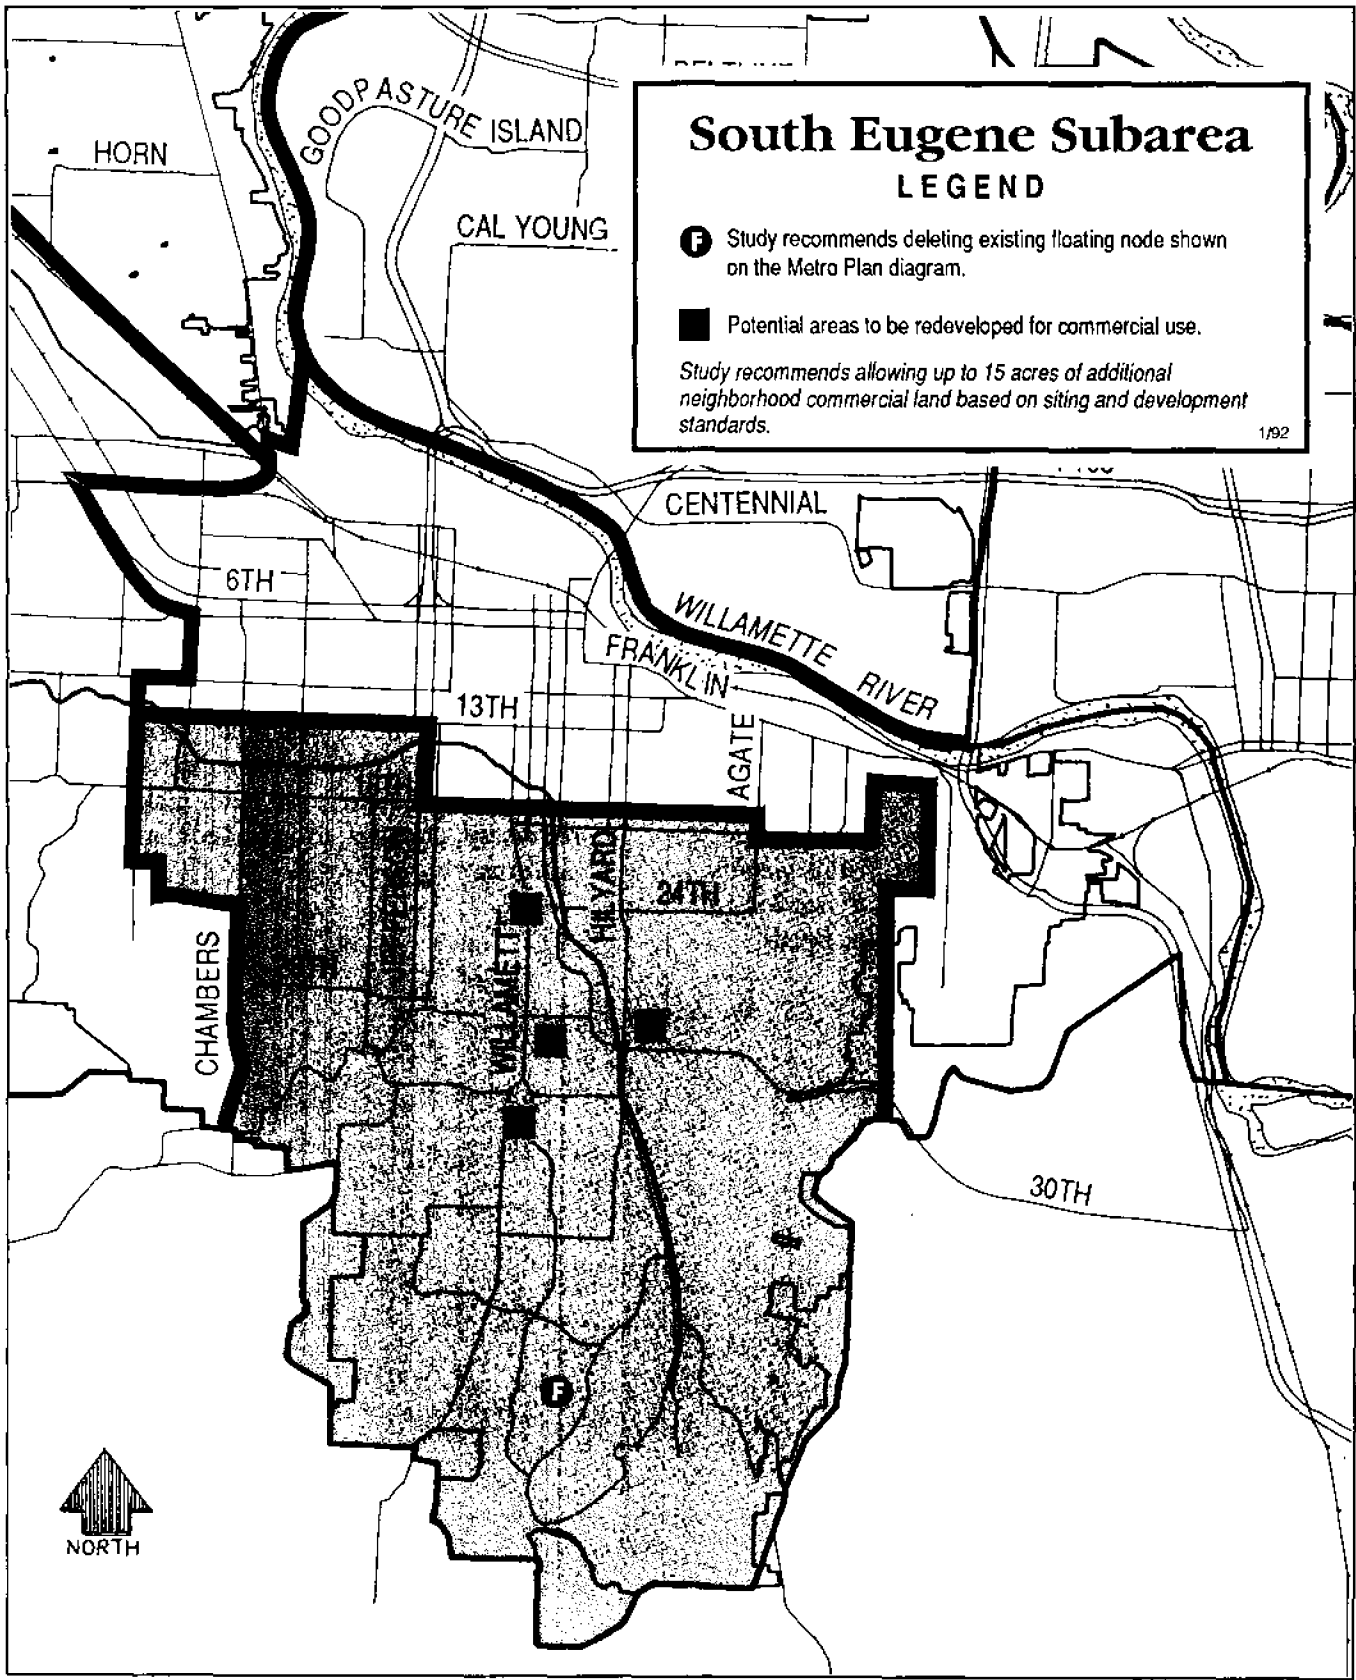 GOODPASTURE ISLAND
HORN
CAL YOUNG
South Eugene Subarea
LEGEND
F Study recommends deleting existing floating node shown
on the Metro Plan diagram.
Potential areas to be redeveloped for commercial use.
Study recommends allowing up to 15 acres of additional
neighborhood commercial land based on siting and development
standards.
1/92
CENTENNIAL
6TH
WILLAMETTE RIVER
FRANKLIN
13TH
AGATE
HILYARD
24TH
WILLAMETT
CHAMBERS
30TH
F
NORTH